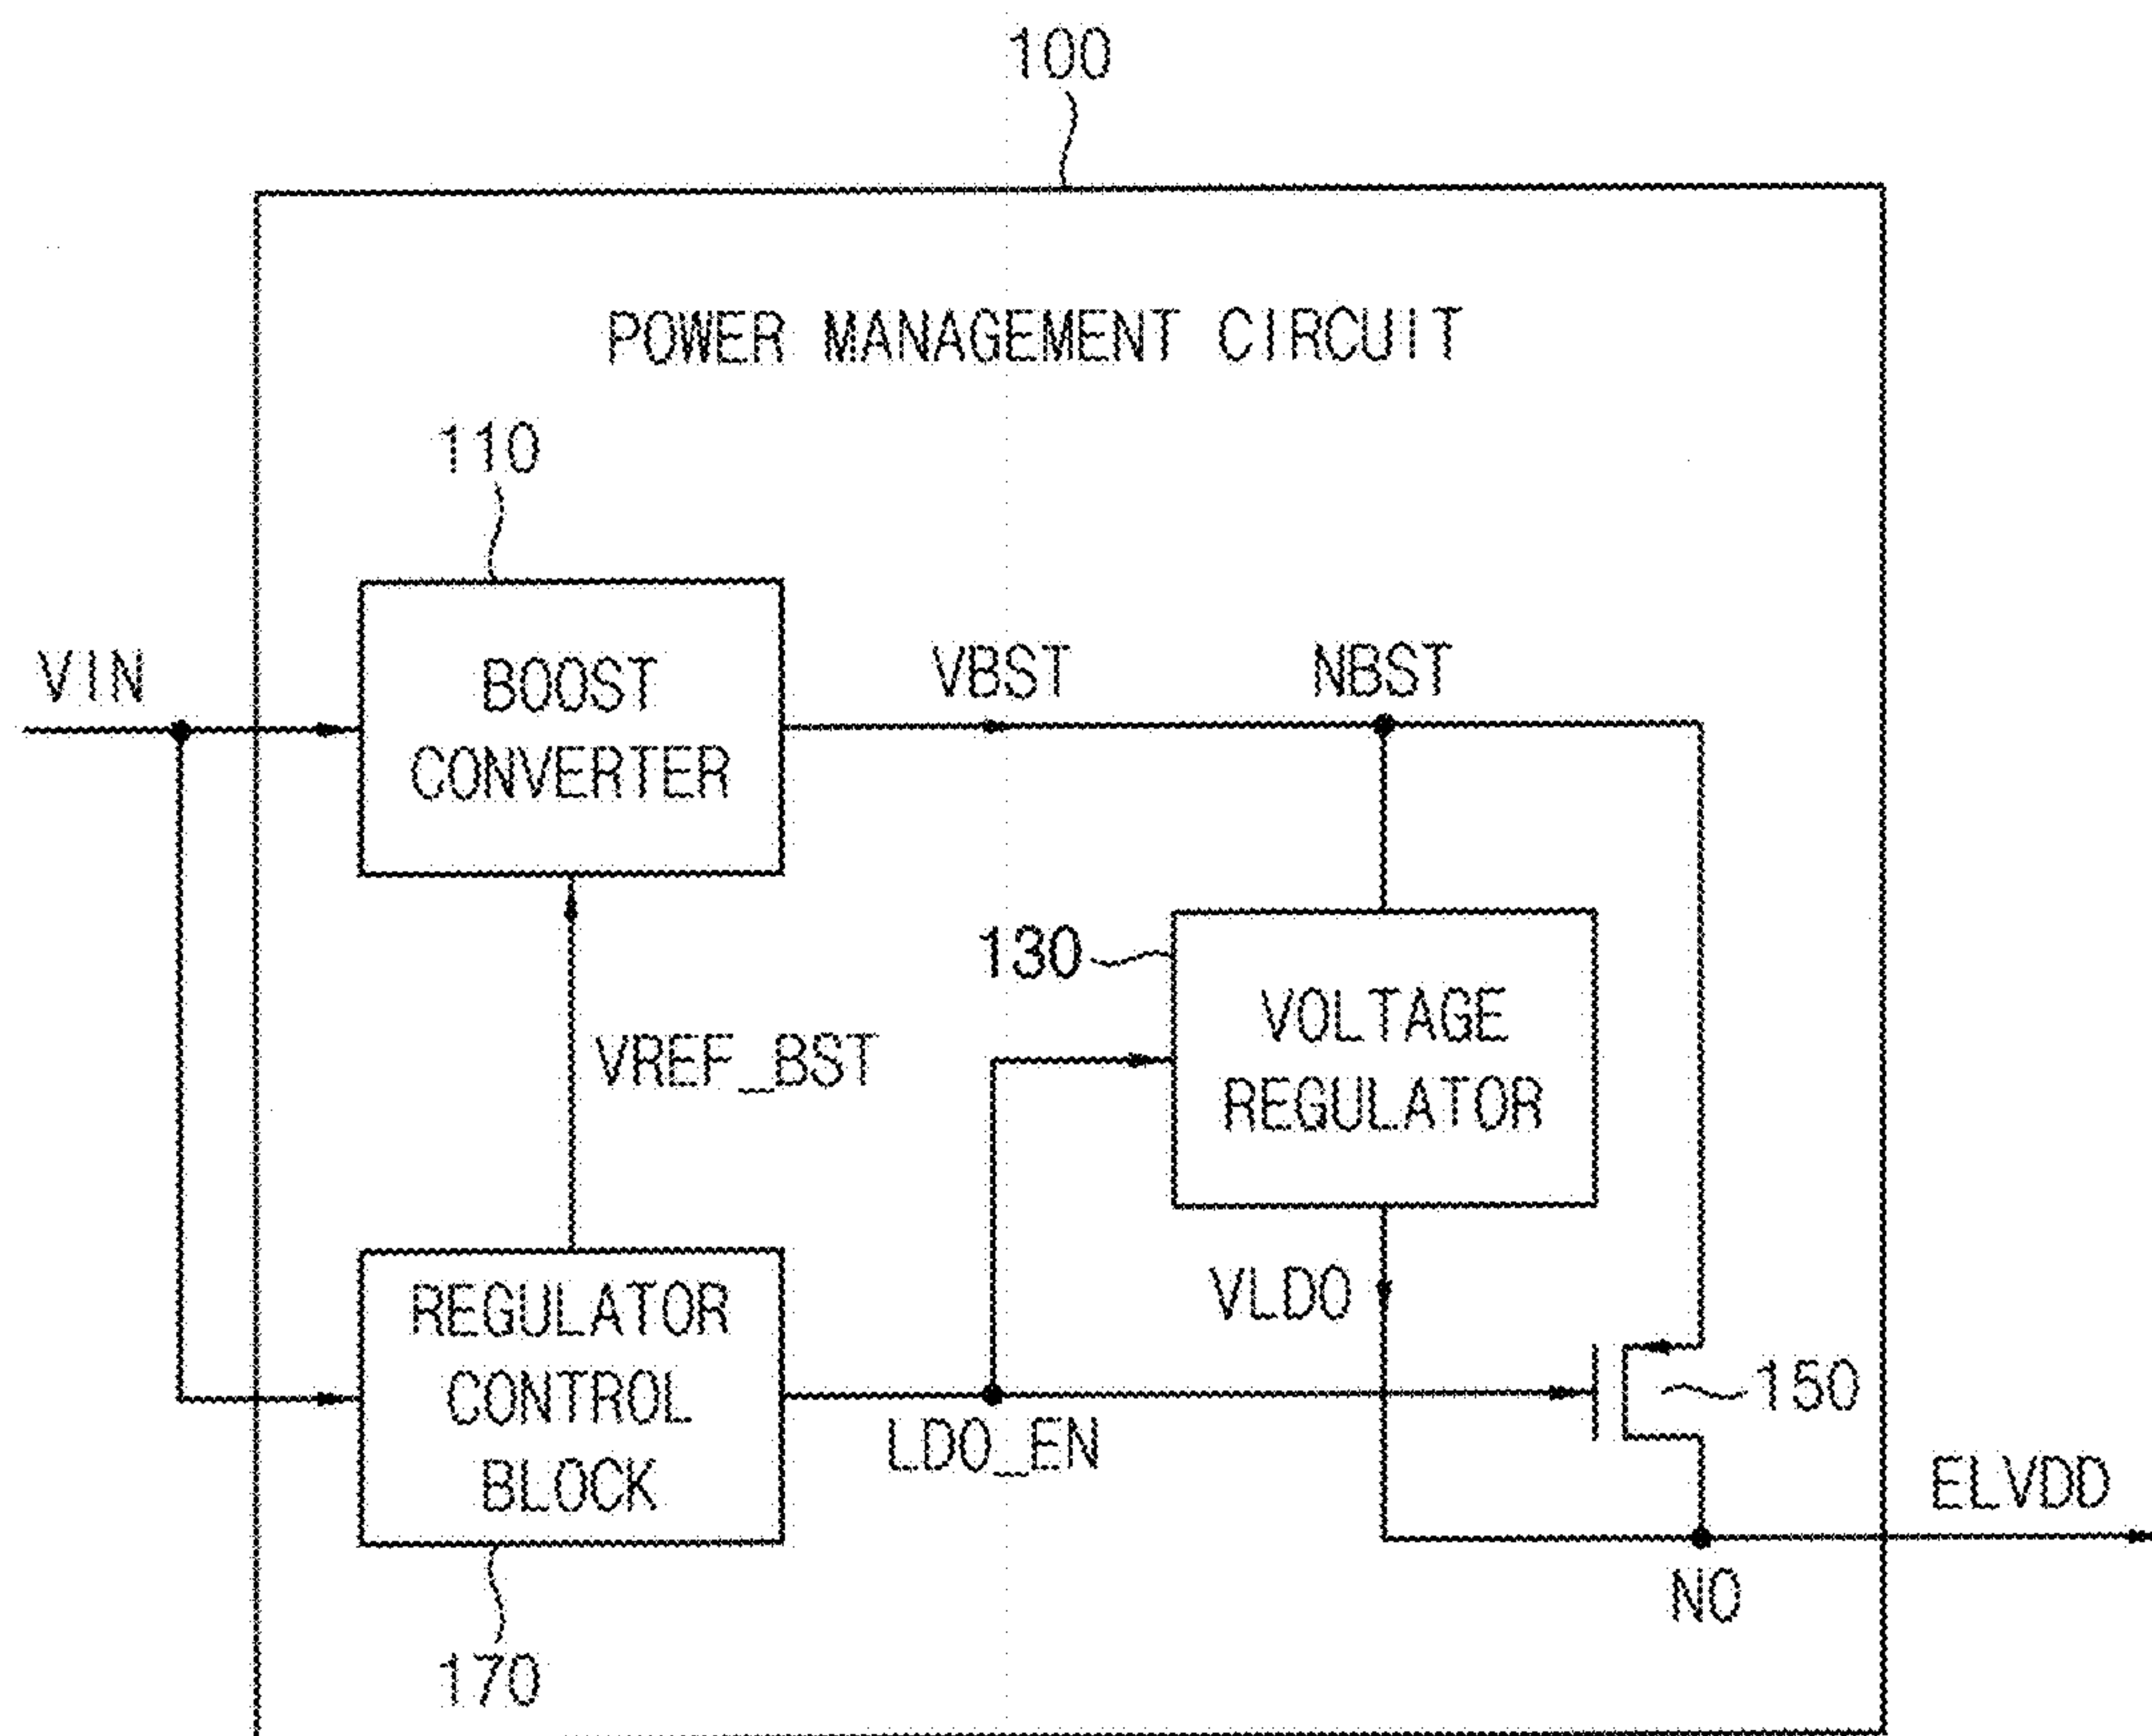 100
POWER MANAGEMENT CIRCUIT
110
VIN
BOOST
CONVERTER
VBST
NBST
130
VOLTAGE
REGULATOR
VREF_BST
REGULATOR
CONTROL
BLOCK
VLDO
LDO_EN
150
ELVDD
NO
170